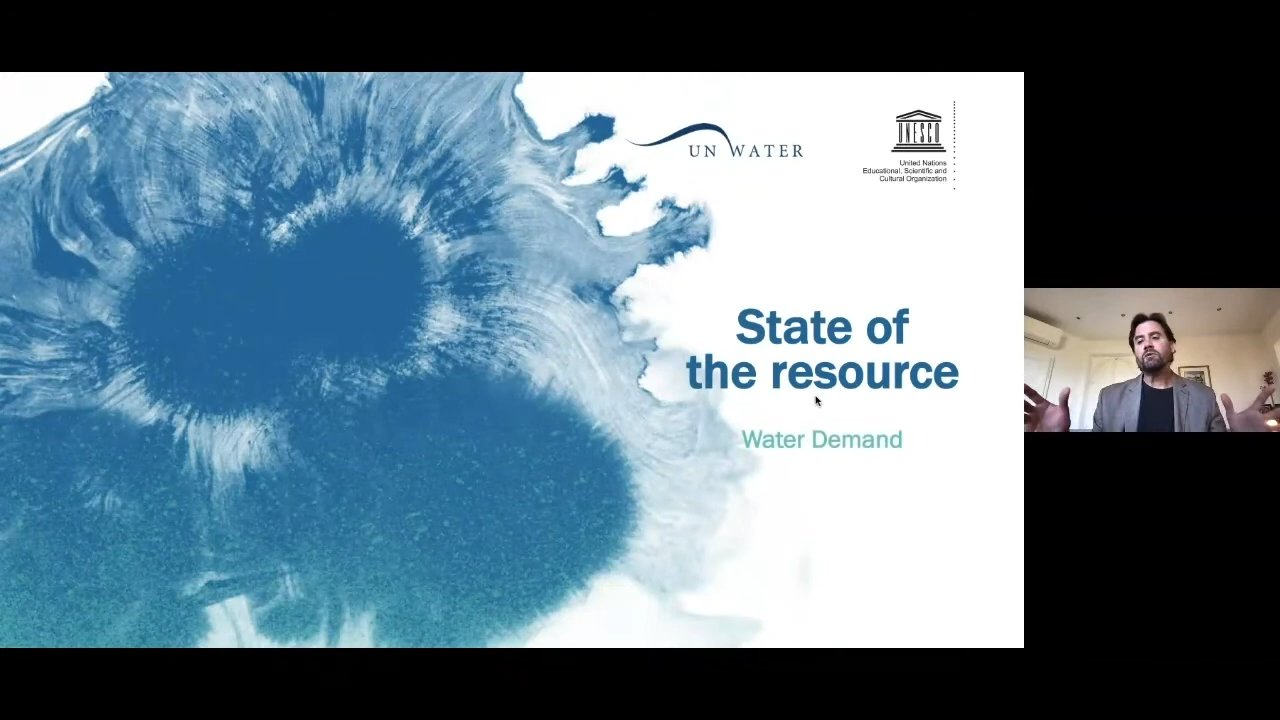 UN WATER
UNESCO
United Nations
Educational, Scientific and
Cultural Organization
State of
the resource
Water Demand